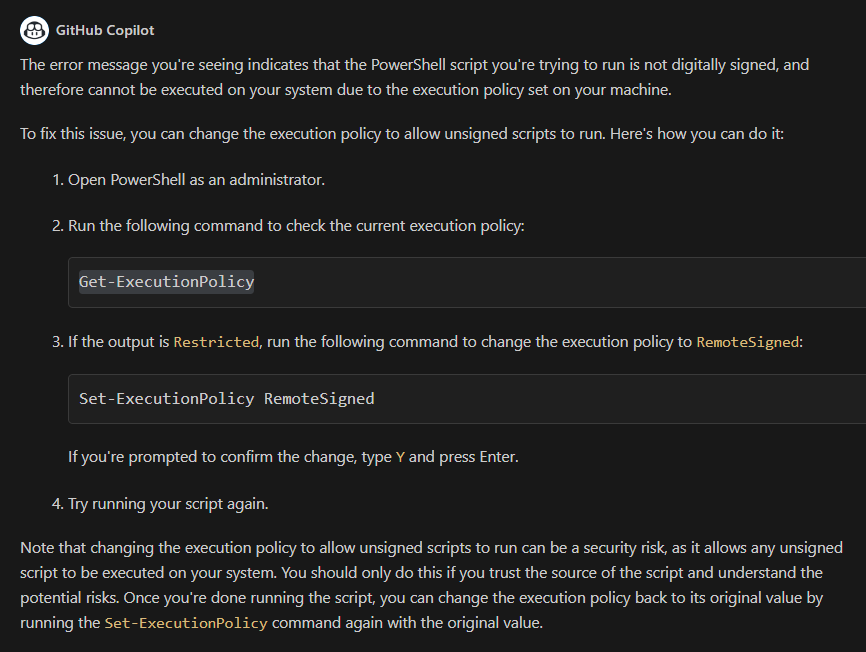 GitHub Copilot
The error message you're seeing indicates that the PowerShell script you're trying to run is not digitally signed, and
therefore cannot be executed on your system due to the execution policy set on your machine.
To fix this issue, you can change the execution policy to allow unsigned scripts to run. Here's how you can do it:
1. Open PowerShell as an administrator.
2. Run the following command to check the current execution policy:
Get-ExecutionPolicy
3. If the output is Restricted, run the following command to change the execution policy to RemoteSigned:
Set-ExecutionPolicy RemoteSigned
If you're prompted to confirm the change, type Y and press Enter.
4. Try running your script again.
Note that changing the execution policy to allow unsigned scripts to run can be a security risk, as it allows any unsigned
script to be executed on your system. You should only do this if you trust the source of the script and understand the
potential risks. Once you're done running the script, you can change the execution policy back to its original value by
running the Set-ExecutionPolicy command again with the original value.